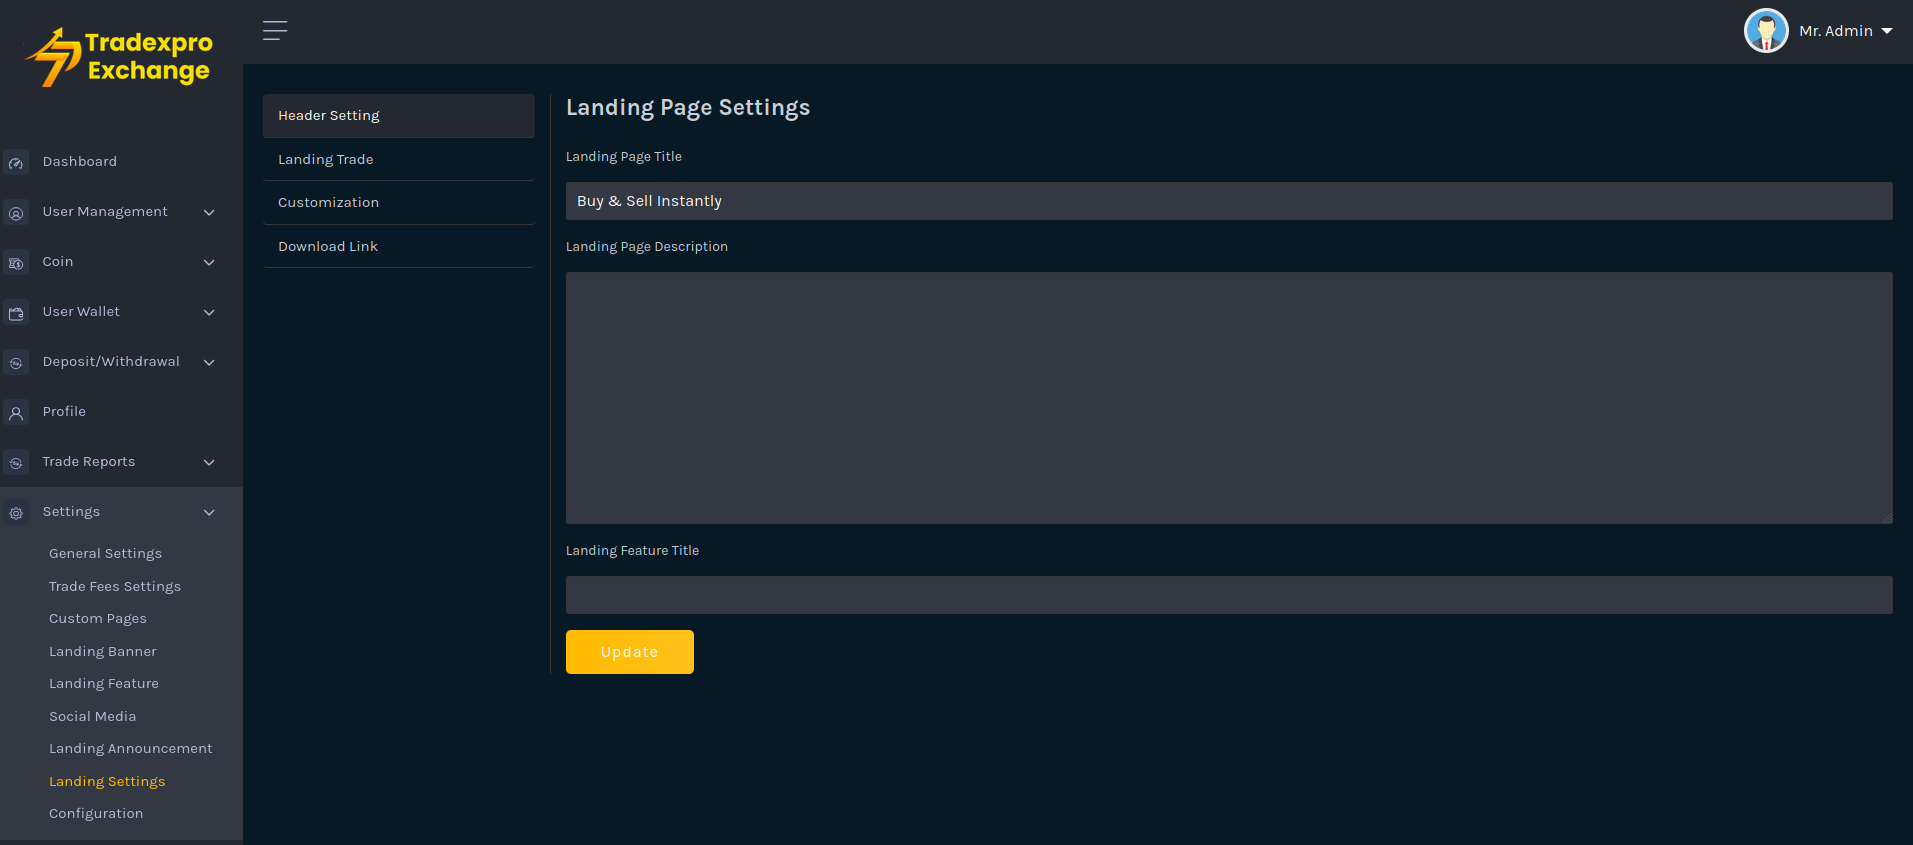 Tradexpro
Exchange
Mr. Admin
Dashboard
User Management
Coin
User Wallet
Deposit/Withdrawal
Profile
Trade Reports
Settings
General Settings
Trade Fees Settings
Custom Pages
Landing Banner
Landing Feature
Social Media
Landing Announcement
Landing Settings
Configuration
Header Setting
Landing Trade
Customization
Download Link
Landing Page Settings
Landing Page Title
Buy & Sell Instantly
Landing Page Description
Landing Feature Title
Update